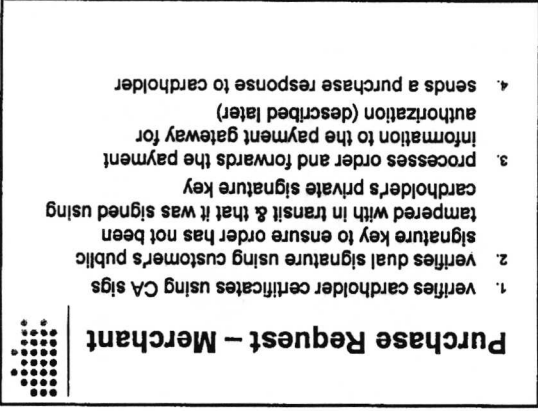 Purchase Request – Merchant
1. verifies cardholder certificates using CA sigs
2. verifies dual signature using customer's public
signature key to ensure order has not been
tampered with in transit & that it was signed using
cardholder's private signature key
3. processes order and forwards the payment
information to the payment gateway for
authorization (described later)
4. sends a purchase response to cardholder